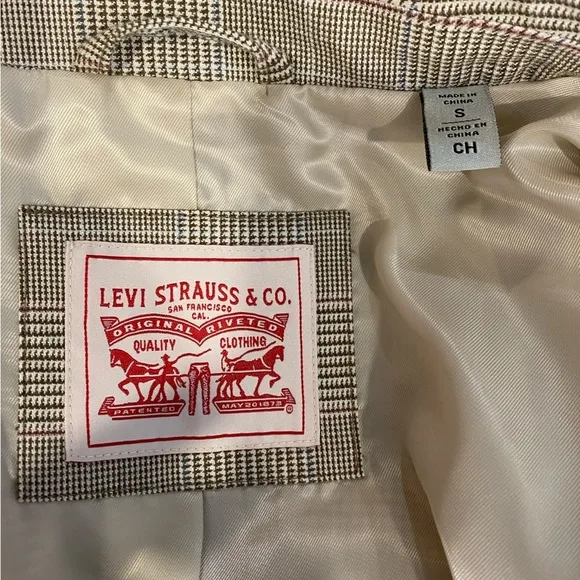 MADE IN
CHINA
S
HECHO EN
CHINA
CH
LEVI STRAUSS & CO.
SAN FRANCISCO
CAL.
ORIGINAL RIVETED
QUALITY CLOTHING
PATENTED MAY 20 1873
®